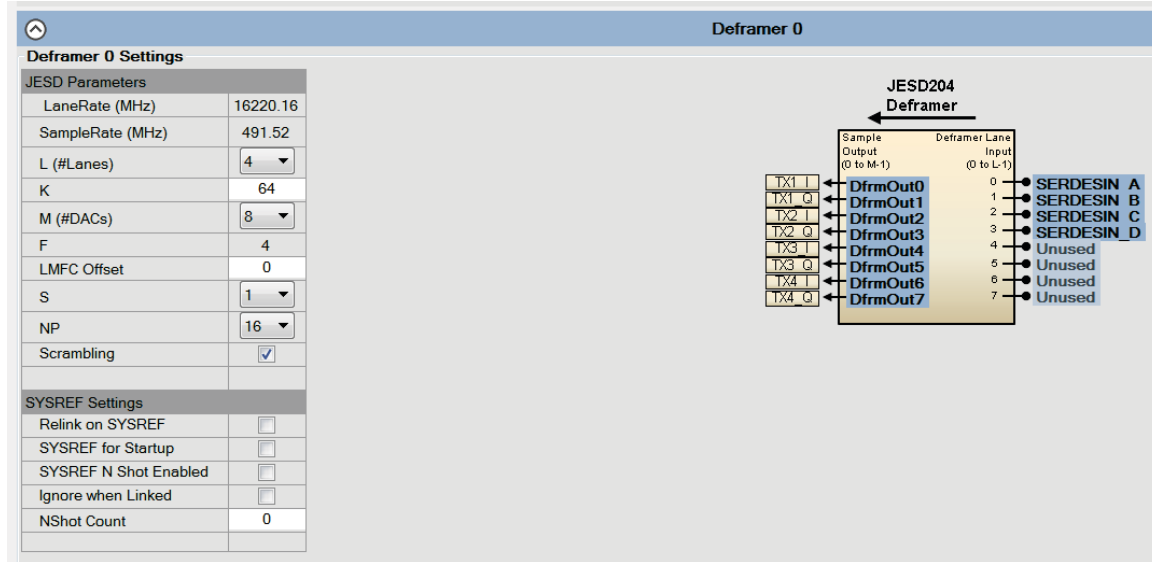 Deframer 0
Deframer 0 Settings
JESD Parameters
LaneRate (MHz) 16220.16
SampleRate (MHz) 491.52
L (#Lanes) 4
K 64
M (#DACs) 8
F 4
LMFC Offset 0
S 1
NP 16
Scrambling
SYSREF Settings
Relink on SYSREF
SYSREF for Startup
SYSREF N Shot Enabled
Ignore when Linked
NShot Count 0
JESD204
Deframer
Sample Deframer Lane
Output Input
(0 to M-1) (0 to L-1)
TX1_I DfrmOut0 0 SERDESIN_A
TX1_Q DfrmOut1 1 SERDESIN_B
TX2_I DfrmOut2 2 SERDESIN_C
TX2_Q DfrmOut3 3 SERDESIN_D
TX3_I DfrmOut4 4 Unused
TX3_Q DfrmOut5 5 Unused
TX4_I DfrmOut6 6 Unused
TX4_Q DfrmOut7 7 Unused